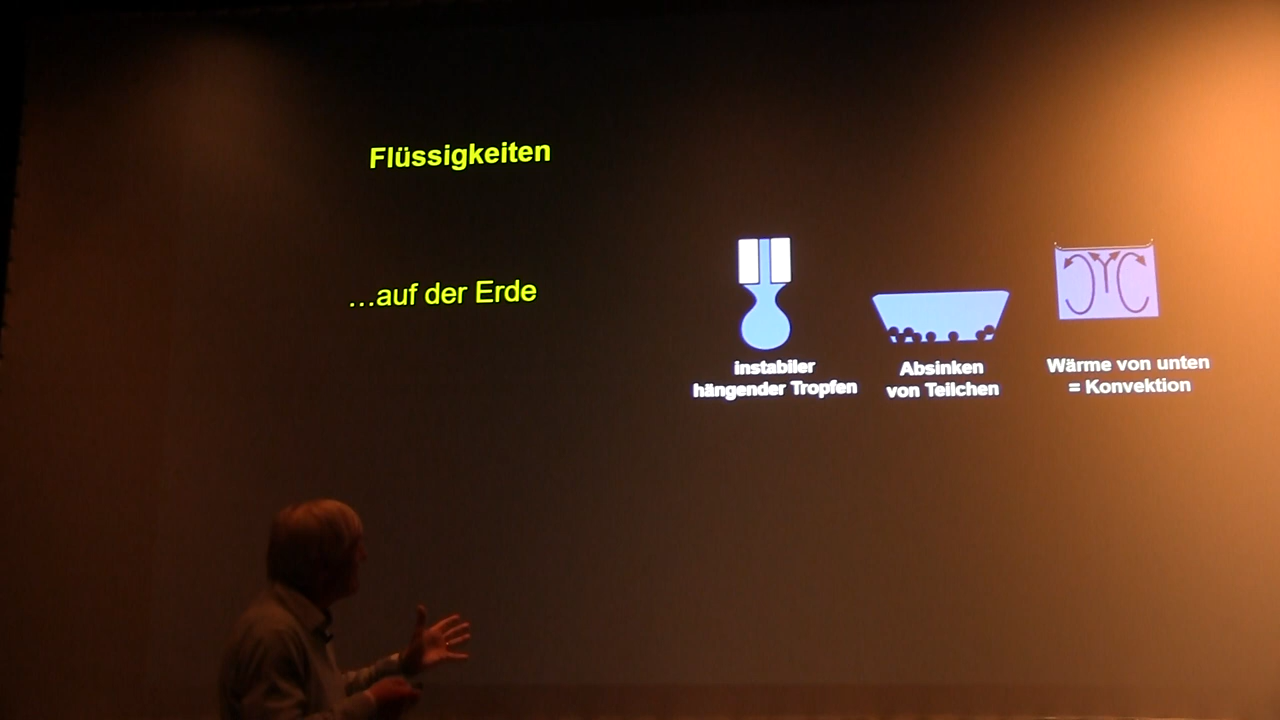 Flüssigkeiten
…auf der Erde
instabiler
hängender Tropfen
Absinken
von Teilchen
Wärme von unten
= Konvektion